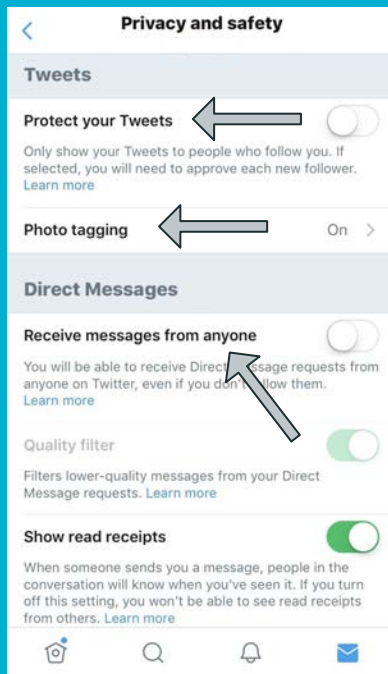 Privacy and safety
Tweets
Protect your Tweets
Only show your Tweets to people who follow you. If
selected, you will need to approve each new follower.
Learn more
Photo tagging On
Direct Messages
Receive messages from anyone
You will be able to receive Direct requests from
anyone on Twitter, even if you them.
Learn more
Quality filter
Filters lower-quality messages from your Direct
Message requests. Learn more
Show read receipts
When someone sends you a message, people in the
conversation will know when you've seen it. If you turn
off this setting, you won't be able to see read receipts
from others. Learn more